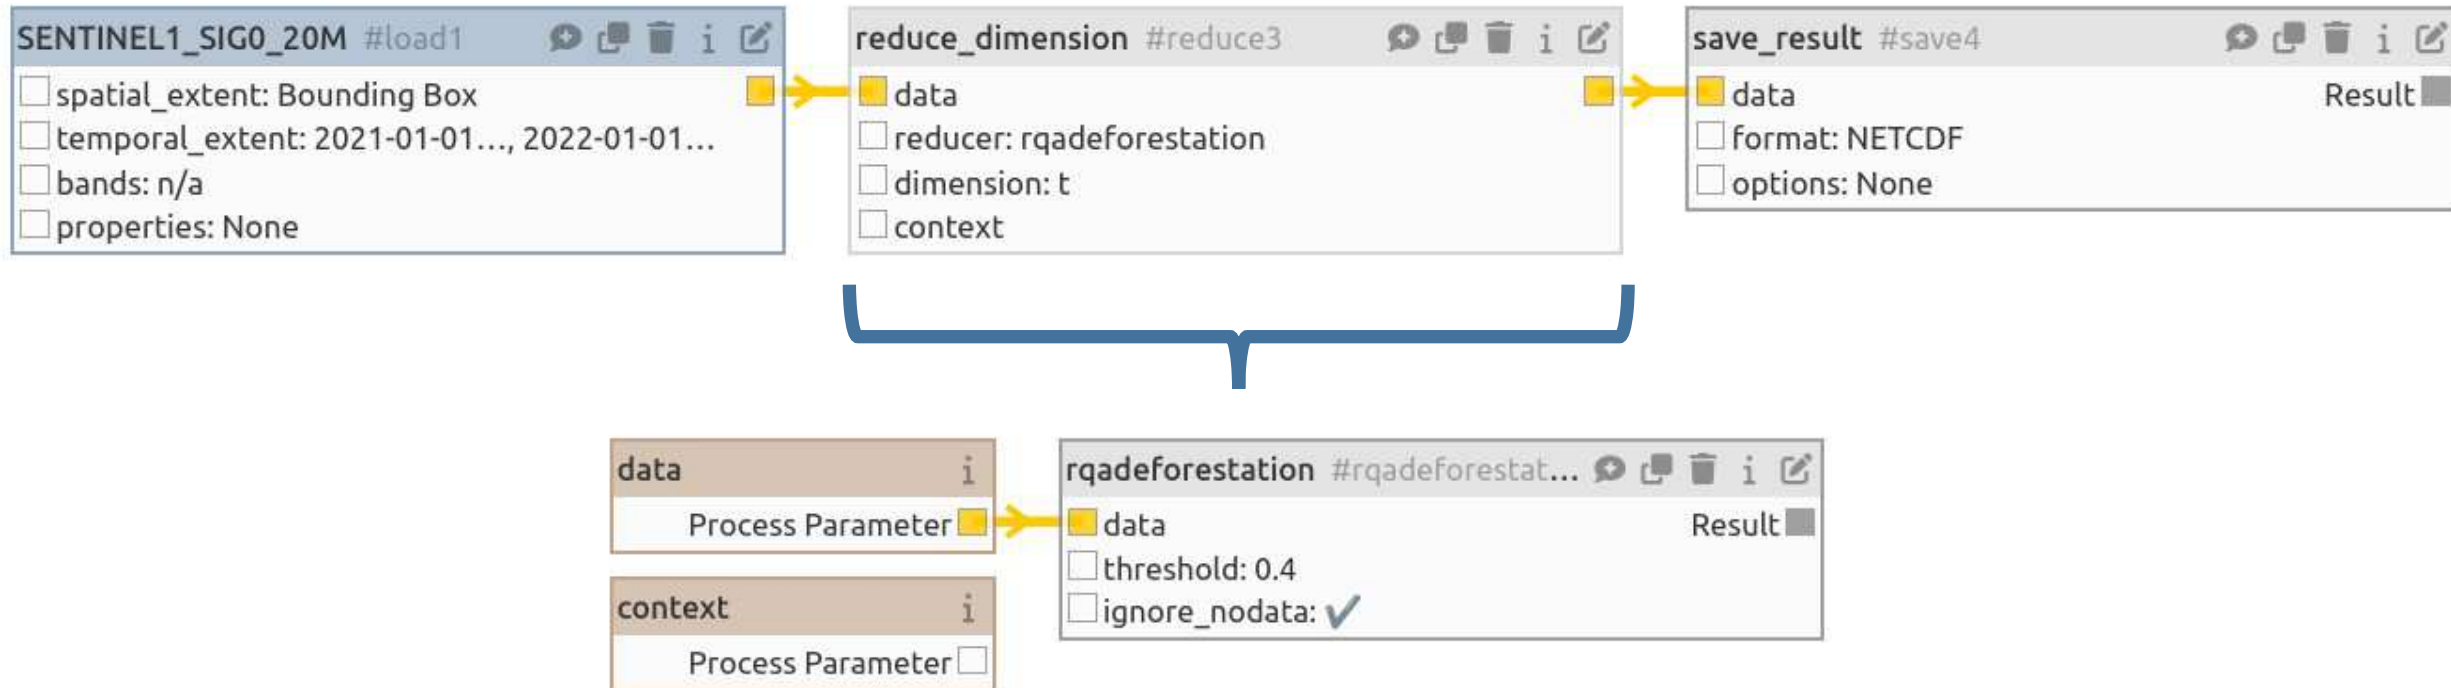 SENTINEL1_SIG0_20M #load1
spatial_extent: Bounding Box
temporal_extent: 2021-01-01..., 2022-01-01...
bands: n/a
properties: None
reduce_dimension #reduce3
data
reducer: rqadeforestation
dimension: t
context
save_result #save4
data Result
format: NETCDF
options: None
data
Process Parameter
context
Process Parameter
rqadeforestation #rqadeforestat...
data Result
threshold: 0.4
ignore_nodata: ✔